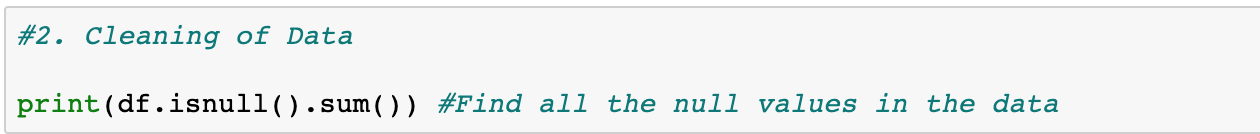 #2. Cleaning of Data
print(df.isnull().sum()) #Find all the null values in the data